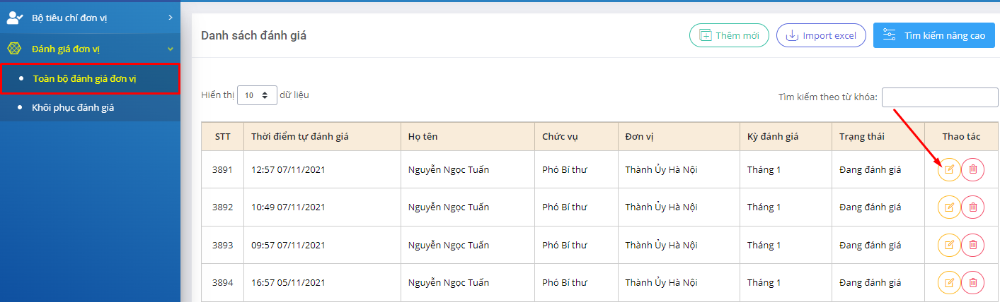 Bộ tiêu chí đơn vị
Đánh giá đơn vị
Toàn bộ đánh giá đơn vị
Khôi phục đánh giá
Danh sách đánh giá
Thêm mới
Import excel
Tìm kiếm nâng cao
Hiển thị 10 dữ liệu
Tìm kiếm theo từ khóa:
STT Thời điểm tự đánh giá Họ tên Chức vụ Đơn vị Kỳ đánh giá Trạng thái Thao tác
3891 12:57 07/11/2021 Nguyễn Ngọc Tuấn Phó Bí thư Thành Ủy Hà Nội Tháng 1 Đang đánh giá
3892 10:49 07/11/2021 Nguyễn Ngọc Tuấn Phó Bí thư Thành Ủy Hà Nội Tháng 1 Đang đánh giá
3893 09:57 07/11/2021 Nguyễn Ngọc Tuấn Phó Bí thư Thành Ủy Hà Nội Tháng 1 Đang đánh giá
3894 16:57 05/11/2021 Nguyễn Ngọc Tuấn Phó Bí thư Thành Ủy Hà Nội Tháng 1 Đang đánh giá